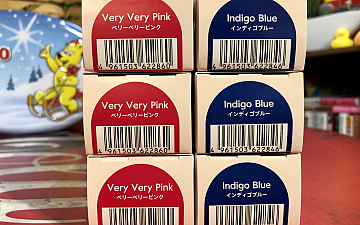 Very Very Pink
ベリーベリーピンク
4 961503 622860
Indigo Blue
インディゴブルー
4 961503 622846
Very Very Pink
ベリーベリーピンク
4 961503 622860
Indigo Blue
インディゴブルー
4 961503 622846
Very Very Pink
ベリーベリーピンク
Indigo Blue
インディゴブルー